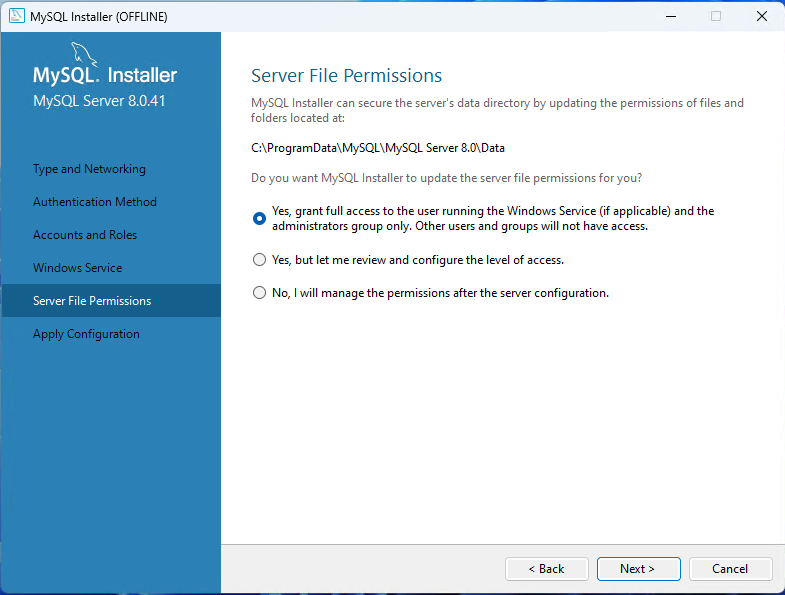 MySQL Installer (OFFLINE)
MySQL. Installer
MySQL Server 8.0.41
Type and Networking
Authentication Method
Accounts and Roles
Windows Service
Server File Permissions
Apply Configuration
Server File Permissions
MySQL Installer can secure the server's data directory by updating the permissions of files and
folders located at:
C:\ProgramData\MySQL\MySQL Server 8.0\Data
Do you want MySQL Installer to update the server file permissions for you?
Yes, grant full access to the user running the Windows Service (if applicable) and the
administrators group only. Other users and groups will not have access.
Yes, but let me review and configure the level of access.
No, I will manage the permissions after the server configuration.
< Back
Next >
Cancel